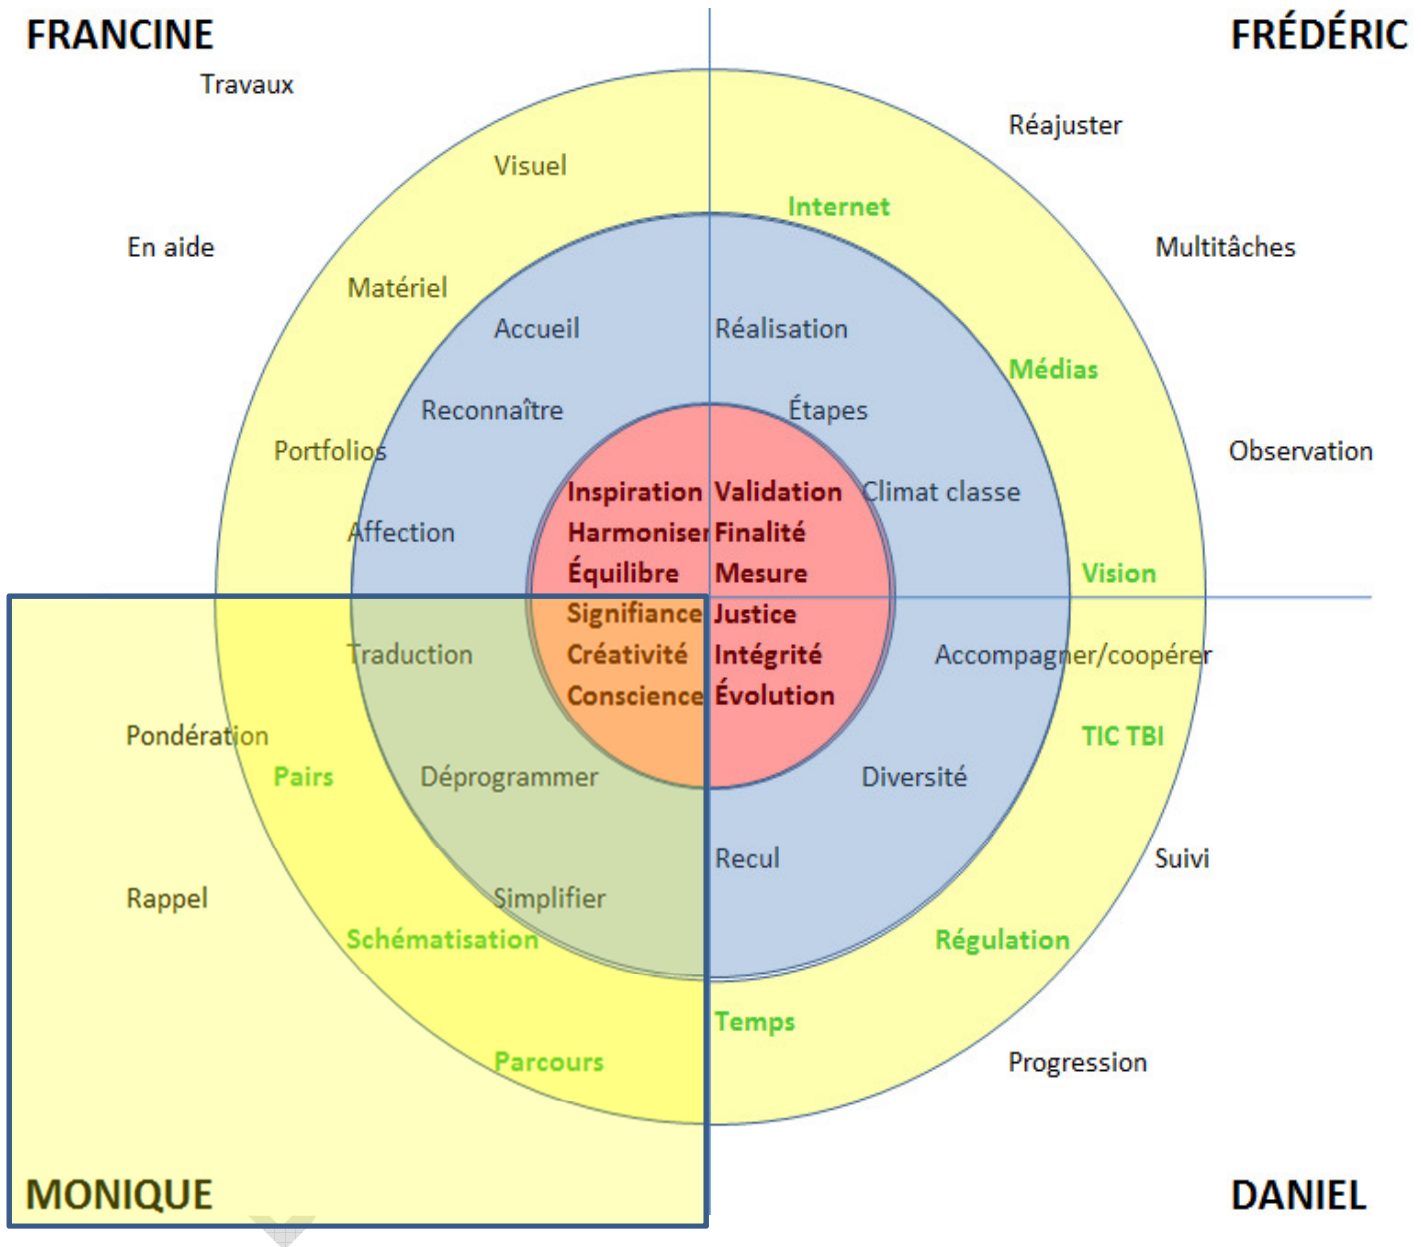 FRANCINE
FRÉDÉRIC
Travaux
Réajuster
Visuel
Internet
En aide
Multitâches
Matériel
Accueil
Réalisation
Médias
Reconnaître
Étapes
Portfolios
Observation
Inspiration
Validation
Climat classe
Affection
Harmoniser
Finalité
Équilibre
Mesure
Vision
Signifiance
Justice
Traduction
Créativité
Intégrité
Accompagner/coopérer
Conscience
Évolution
Pondération
TIC TBI
Pairs
Déprogrammer
Diversité
Recul
Suivi
Rappel
Simplifier
Schématisation
Régulation
Temps
Parcours
Progression
MONIQUE
DANIEL